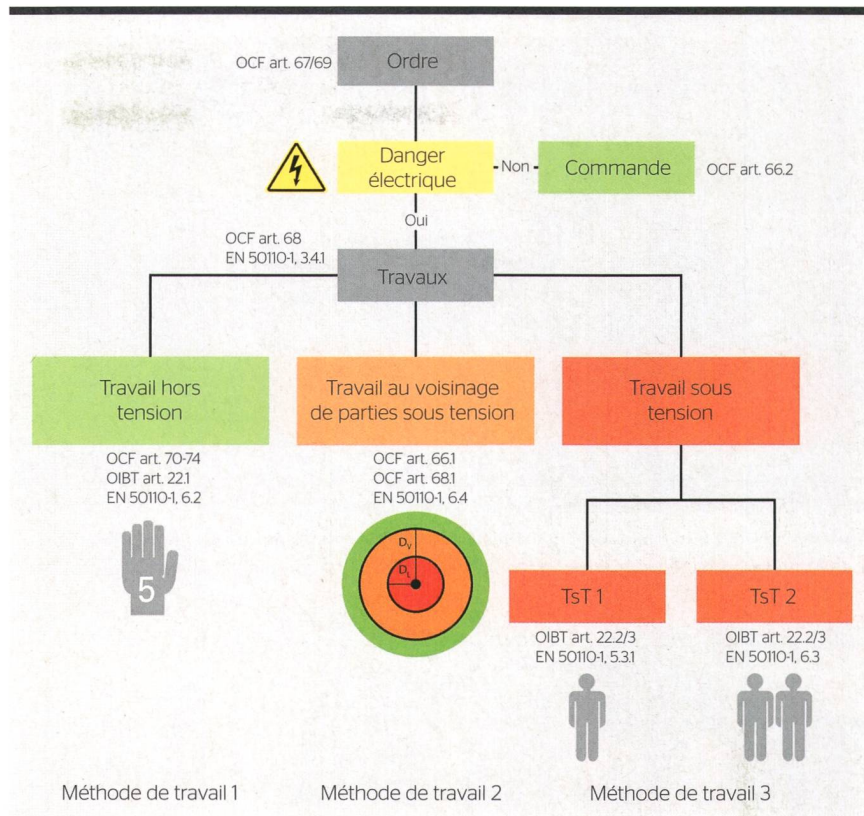 OCF art. 67/69
Ordre
Danger
électrique
Non
Commande
OCF art. 66.2
Oui
OCF art. 68
EN 50110-1, 3.4.1
Travaux
Travail hors
tension
Travail au voisinage
de parties sous tension
Travail sous
tension
OCF art. 70-74
OIBT art. 22.1
EN 50110-1, 6.2
OCF art. 66.1
OCF art. 68.1
EN 50110-1, 6.4
5
DV
DL
TsT 1
TsT 2
OIBT art. 22.2/3
EN 50110-1, 5.3.1
OIBT art. 22.2/3
EN 50110-1, 6.3
Méthode de travail 1
Méthode de travail 2
Méthode de travail 3